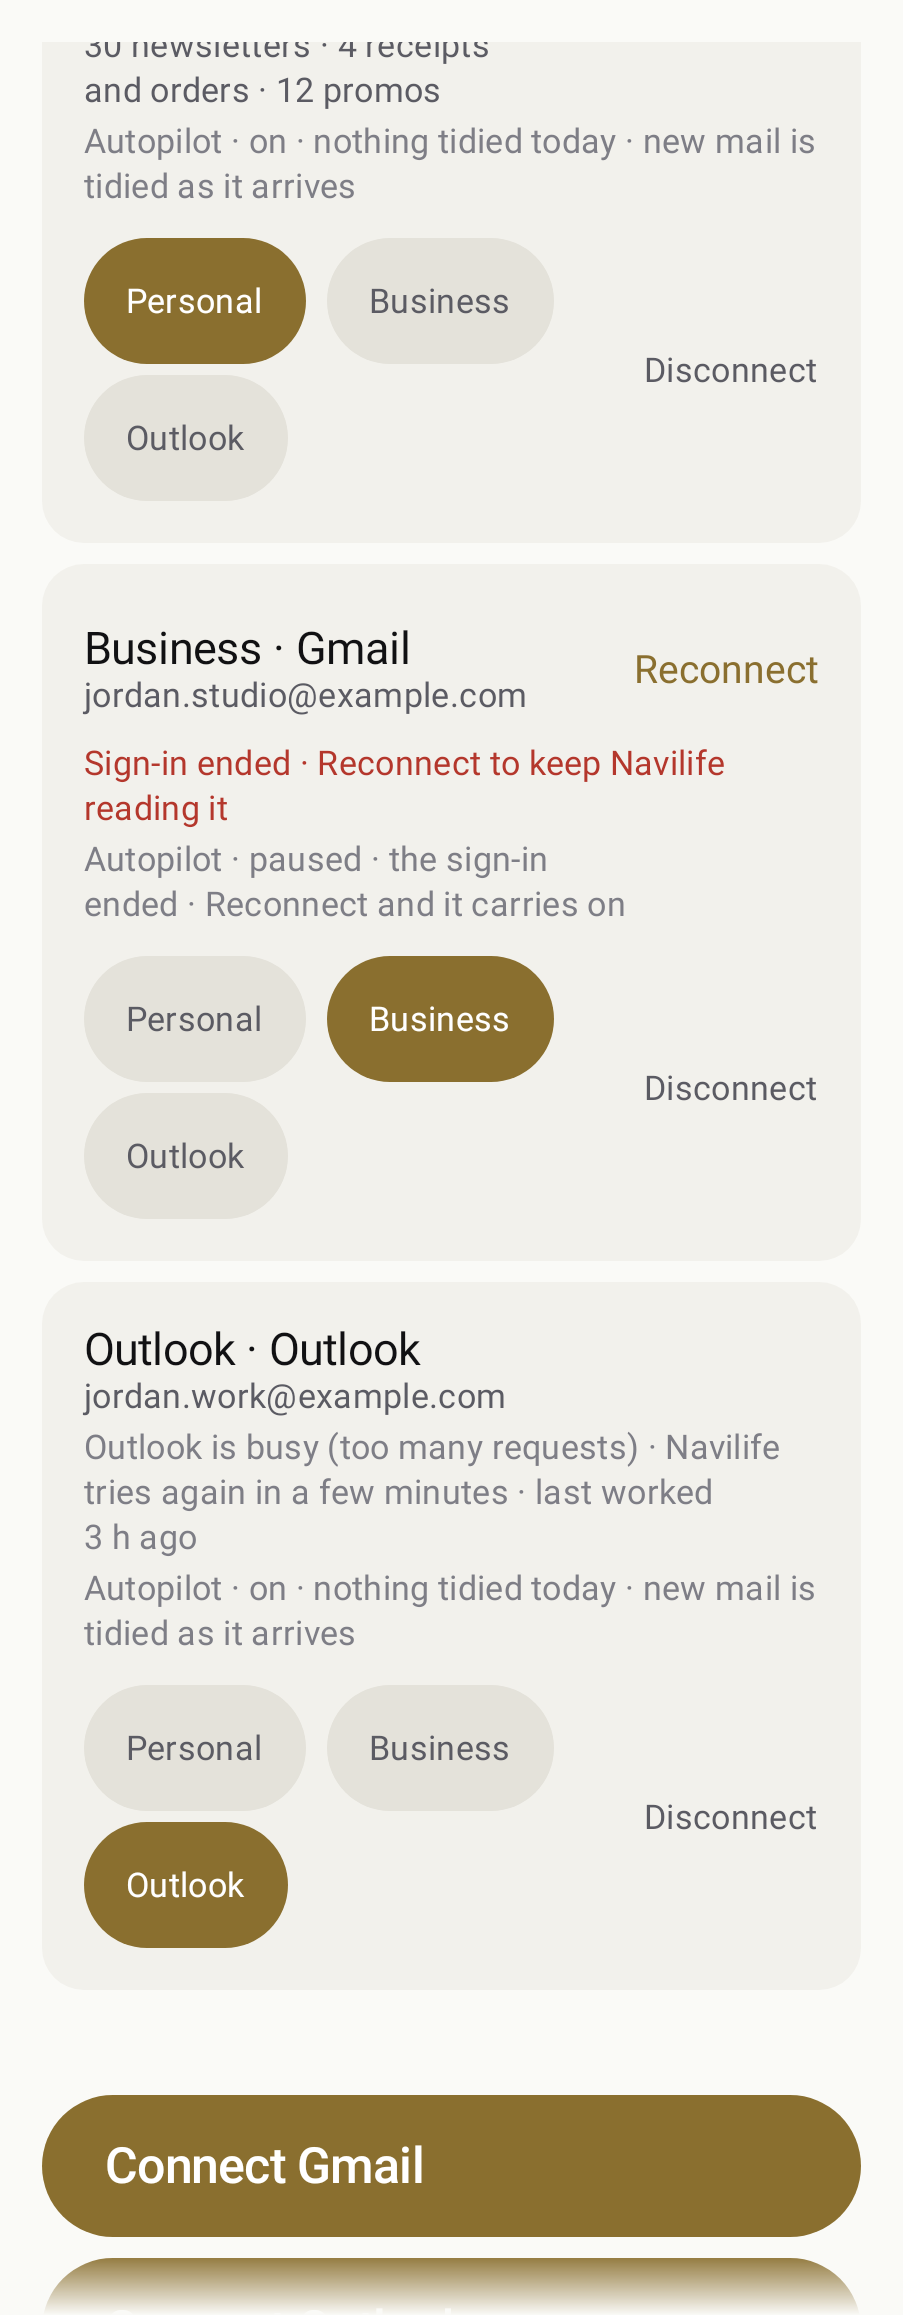 30 newsletters · 4 receipts
and orders · 12 promos
Autopilot · on · nothing tidied today · new mail is
tidied as it arrives
Personal
Business
Disconnect
Outlook
Business · Gmail
Reconnect
jordan.studio@example.com
Sign-in ended · Reconnect to keep Navilife
reading it
Autopilot · paused · the sign-in
ended · Reconnect and it carries on
Personal
Business
Disconnect
Outlook
Outlook · Outlook
jordan.work@example.com
Outlook is busy (too many requests) · Navilife
tries again in a few minutes · last worked
3 h ago
Autopilot · on · nothing tidied today · new mail is
tidied as it arrives
Personal
Business
Disconnect
Outlook
Connect Gmail